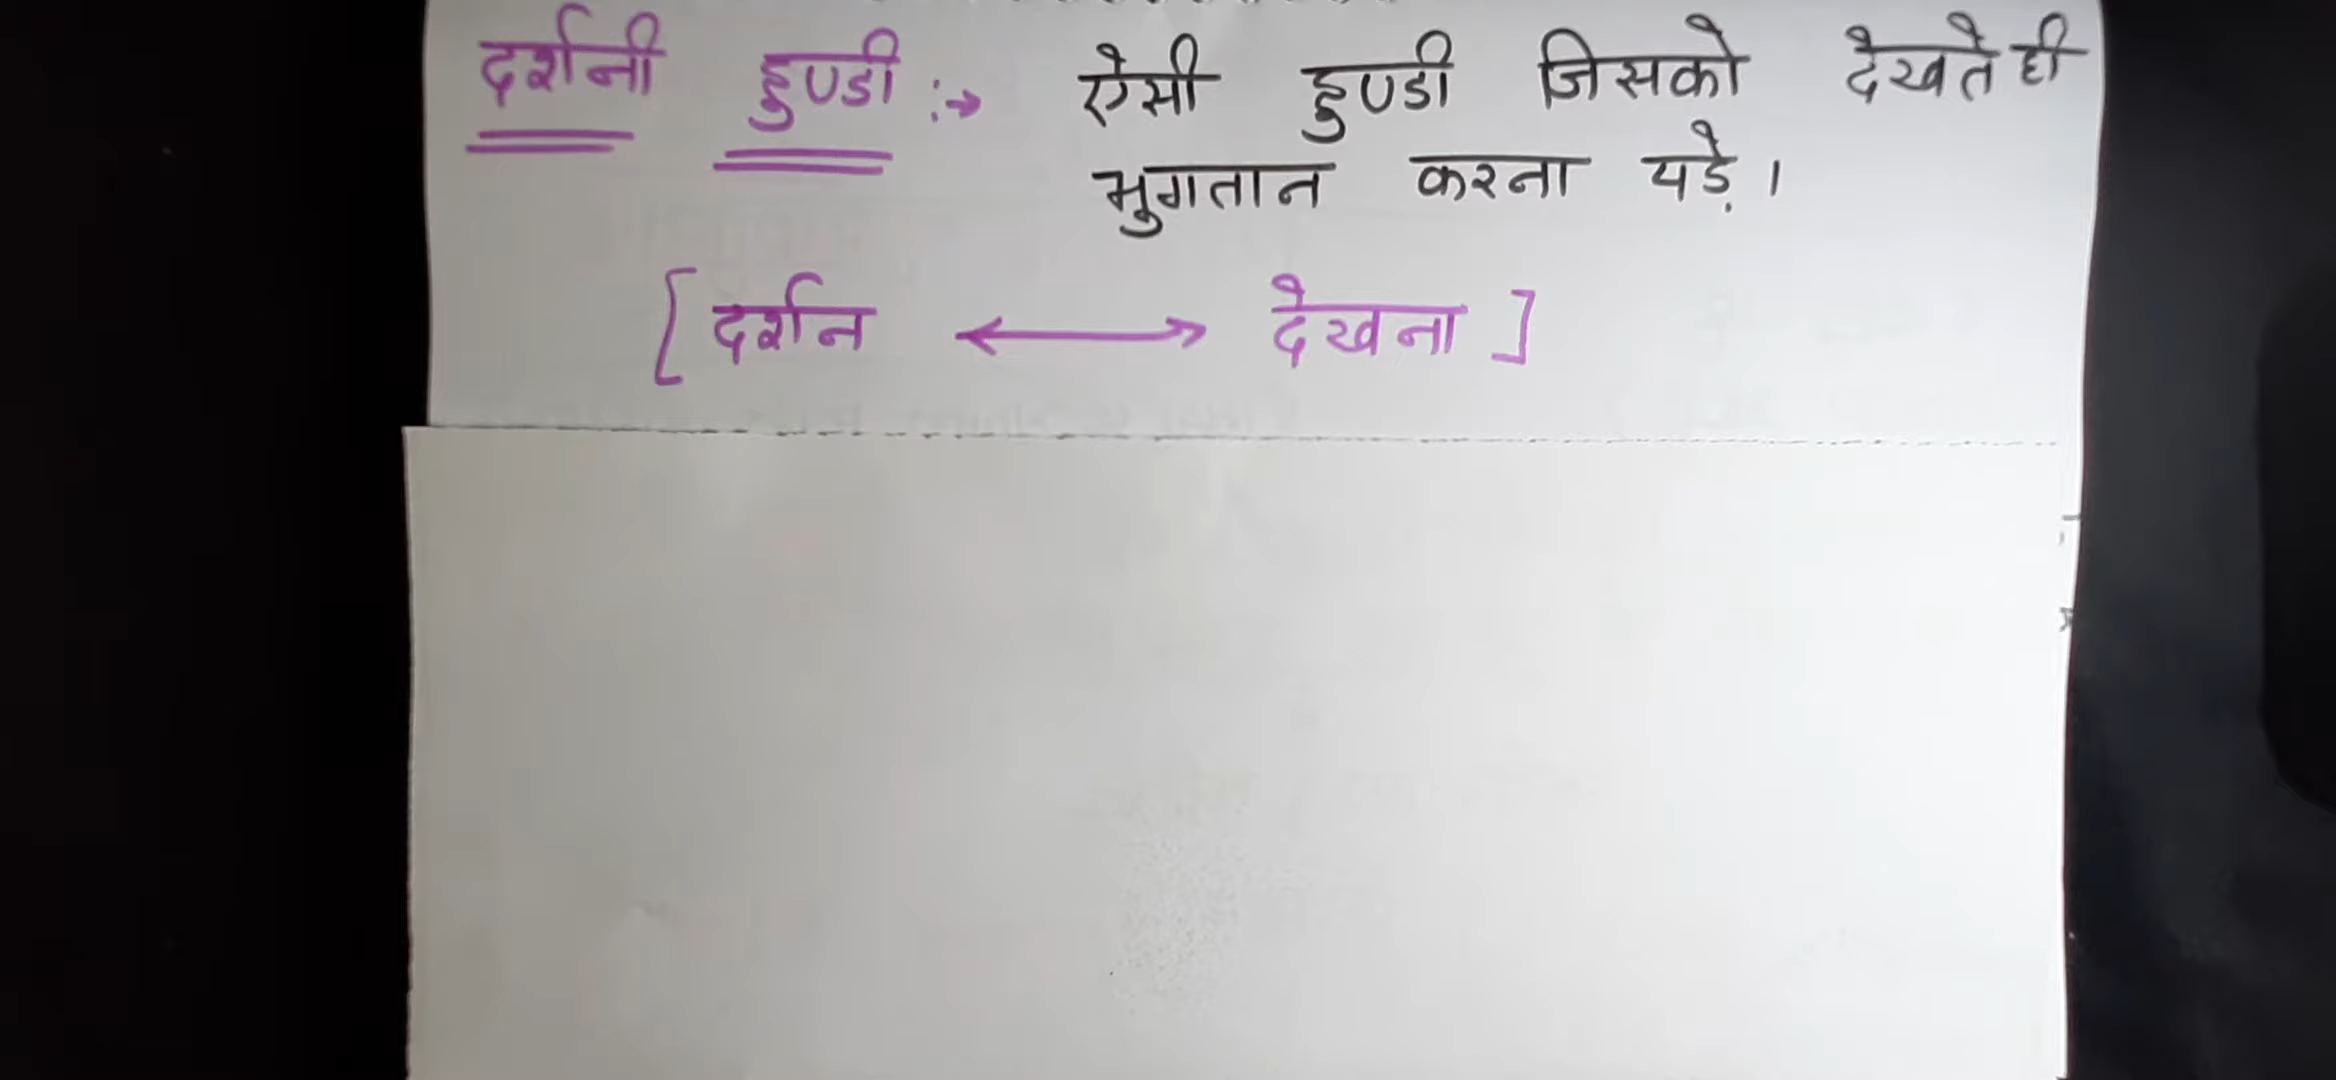 दर्शनी हुण्डी :→ ऐसी हुण्डी जिसको देखते ही
भुगतान करना पड़े।
[दर्शन ⟷ देखना]